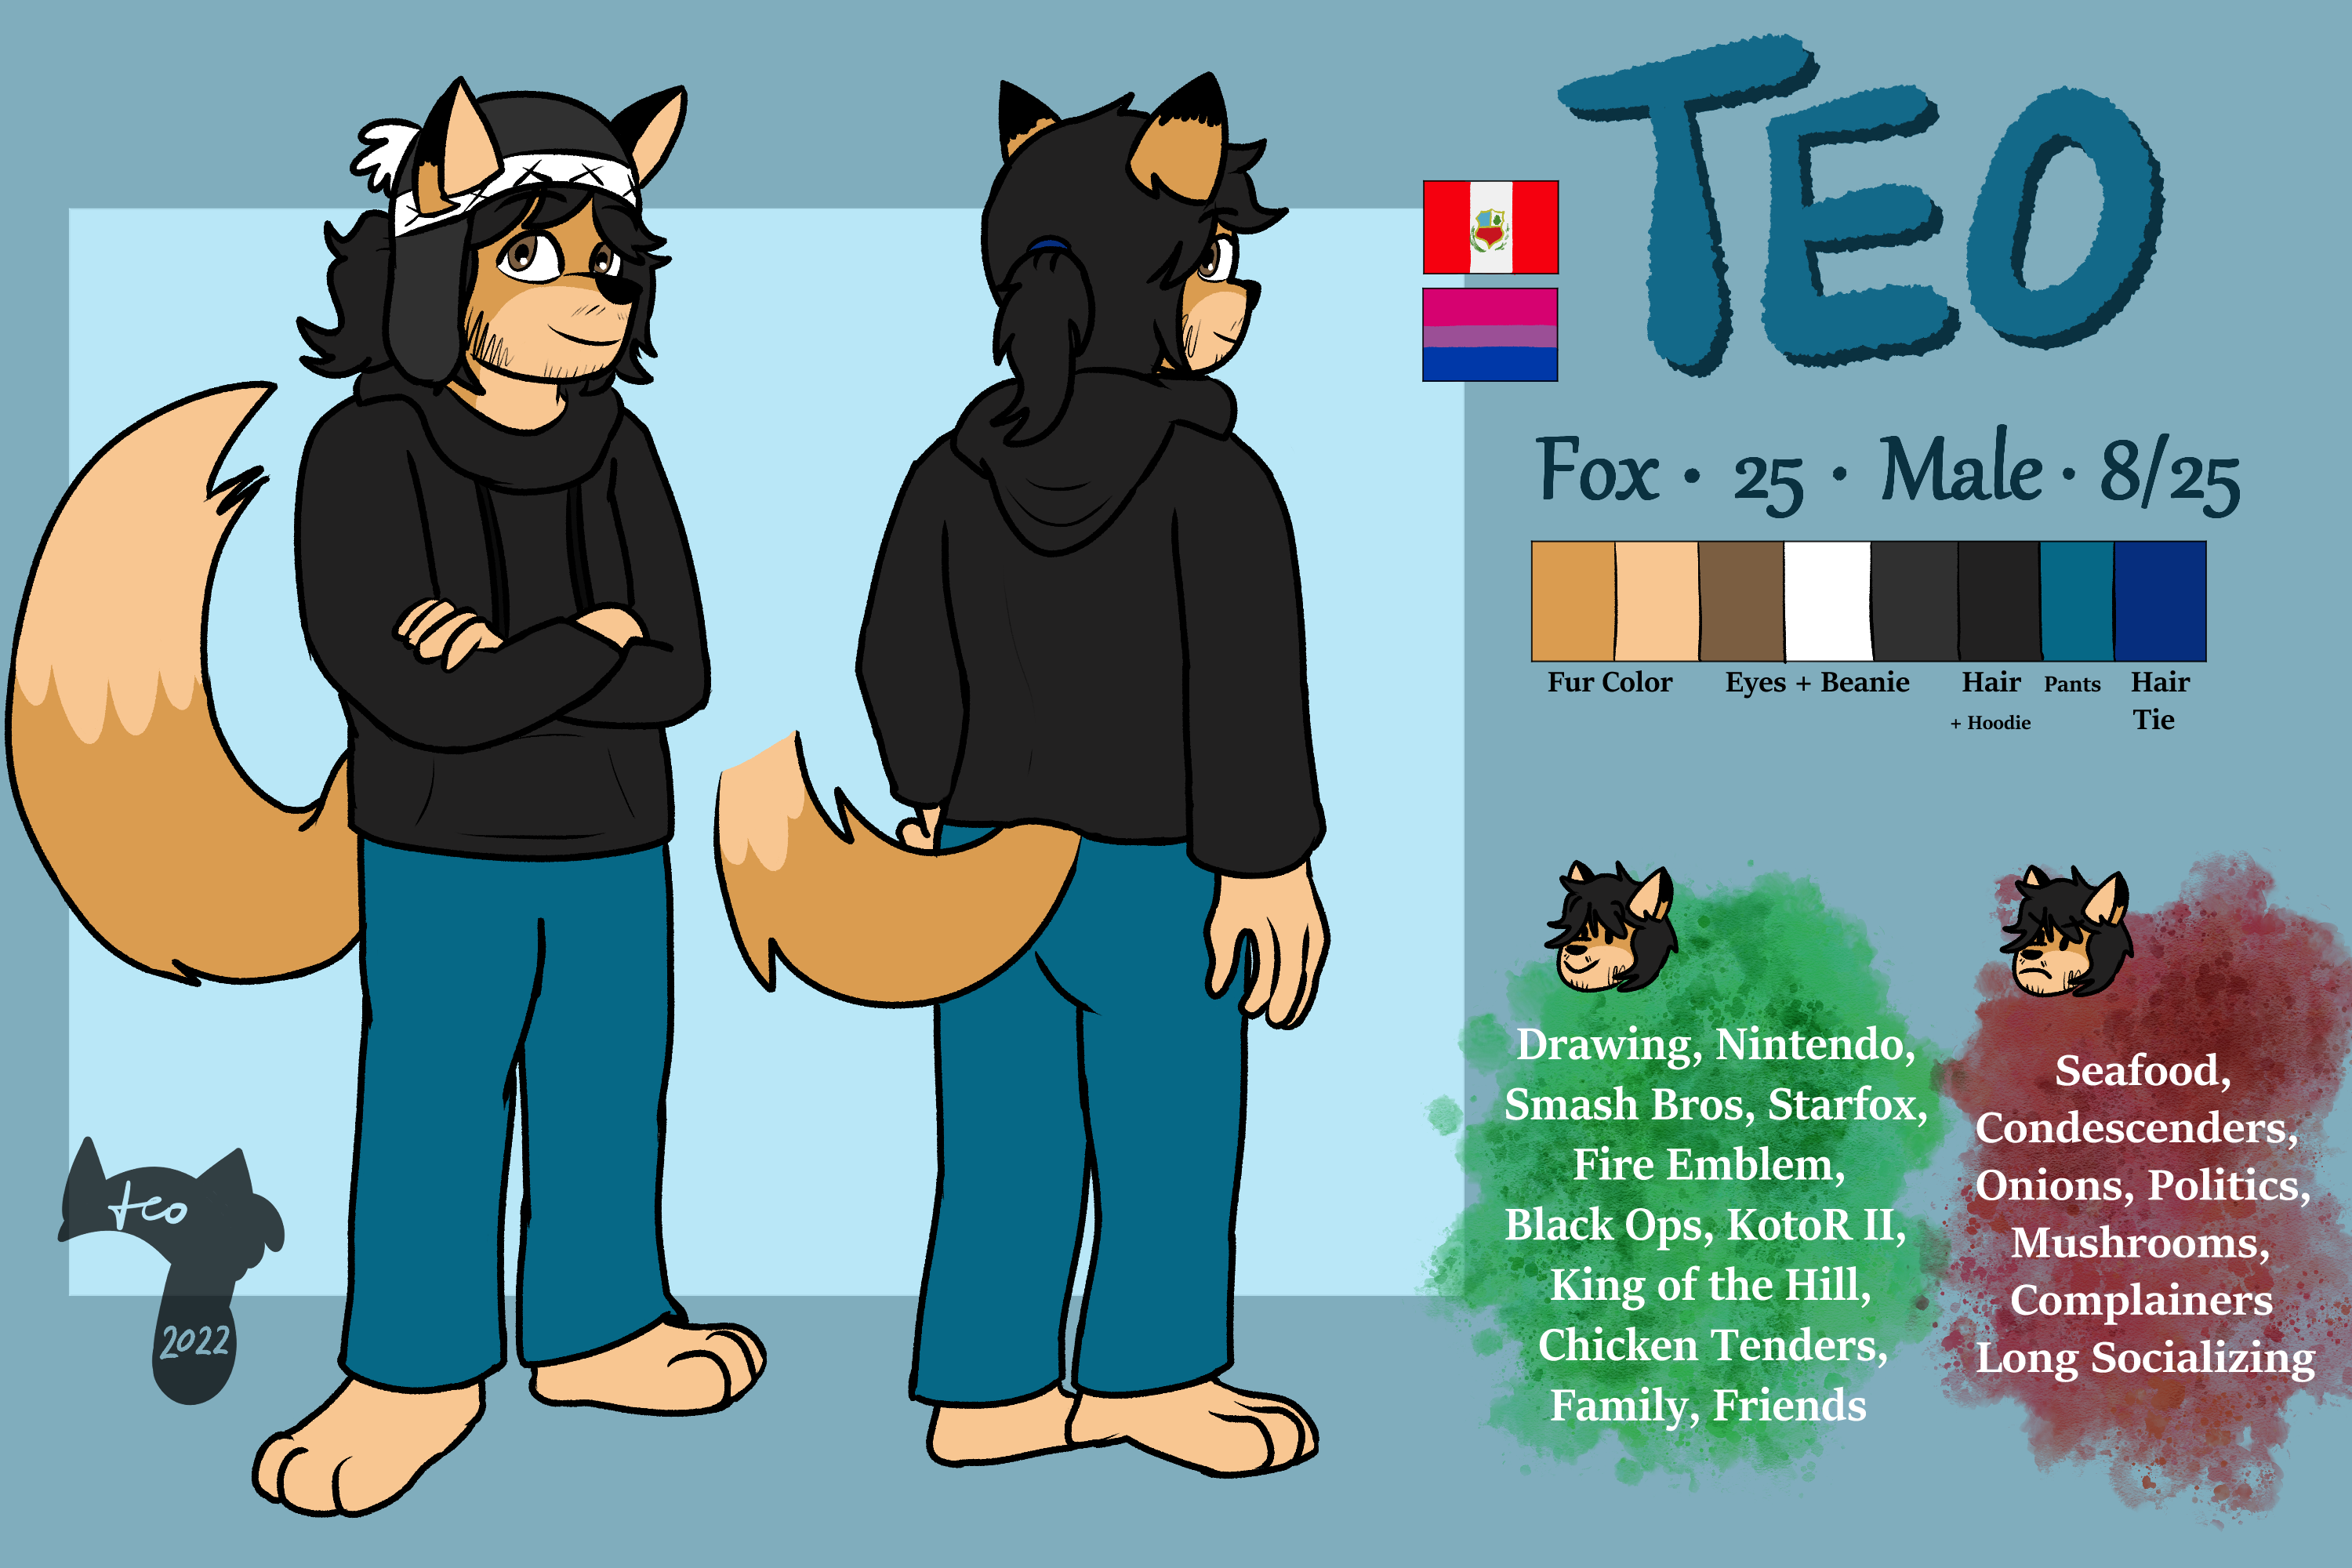 TEO
Fox • 25 • Male • 8/25
Fur Color Eyes + Beanie Hair Pants Hair
+ Hoodie Tie
Drawing, Nintendo,
Smash Bros, Starfox,
Fire Emblem,
Black Ops, KotoR II,
King of the Hill,
Chicken Tenders,
Family, Friends
Seafood,
Condescenders,
Onions, Politics,
Mushrooms,
Complainers
Long Socializing
teo
2022